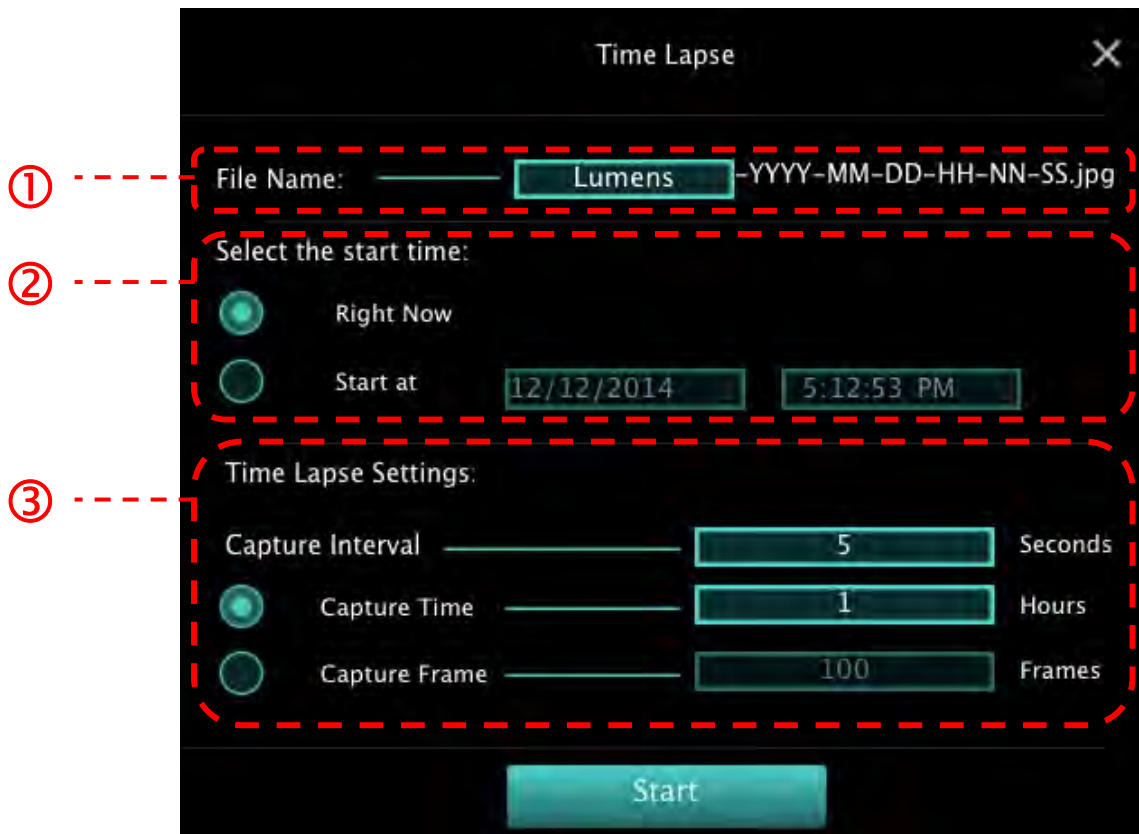 Time Lapse
① File Name: Lumens -YYYY-MM-DD-HH-NN-SS.jpg
② Select the start time:
Right Now
Start at 12/12/2014 5:12:53 PM
③ Time Lapse Settings:
Capture Interval 5 Seconds
Capture Time 1 Hours
Capture Frame 100 Frames
Start